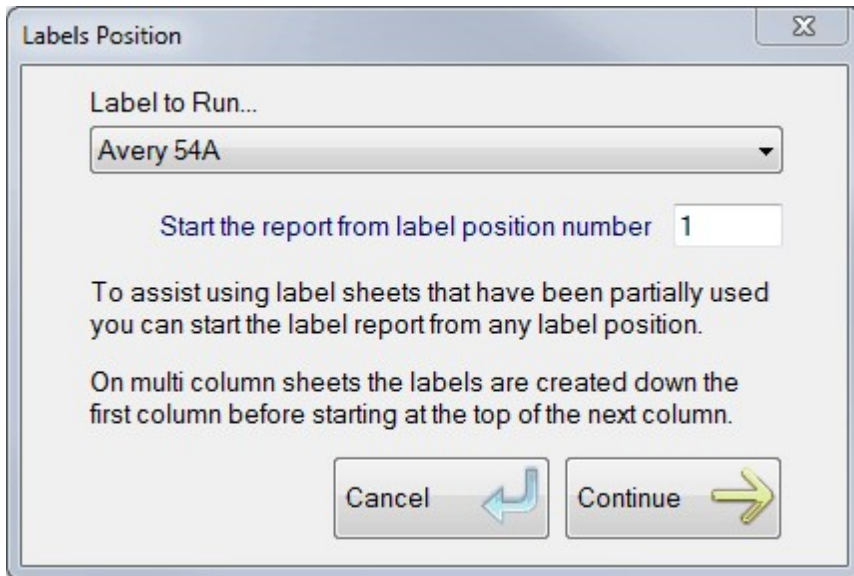 Labels Position
Label to Run...
Avery 54A
Start the report from label position number 1
To assist using label sheets that have been partially used
you can start the label report from any label position.
On multi column sheets the labels are created down the
first column before starting at the top of the next column.
Cancel Continue